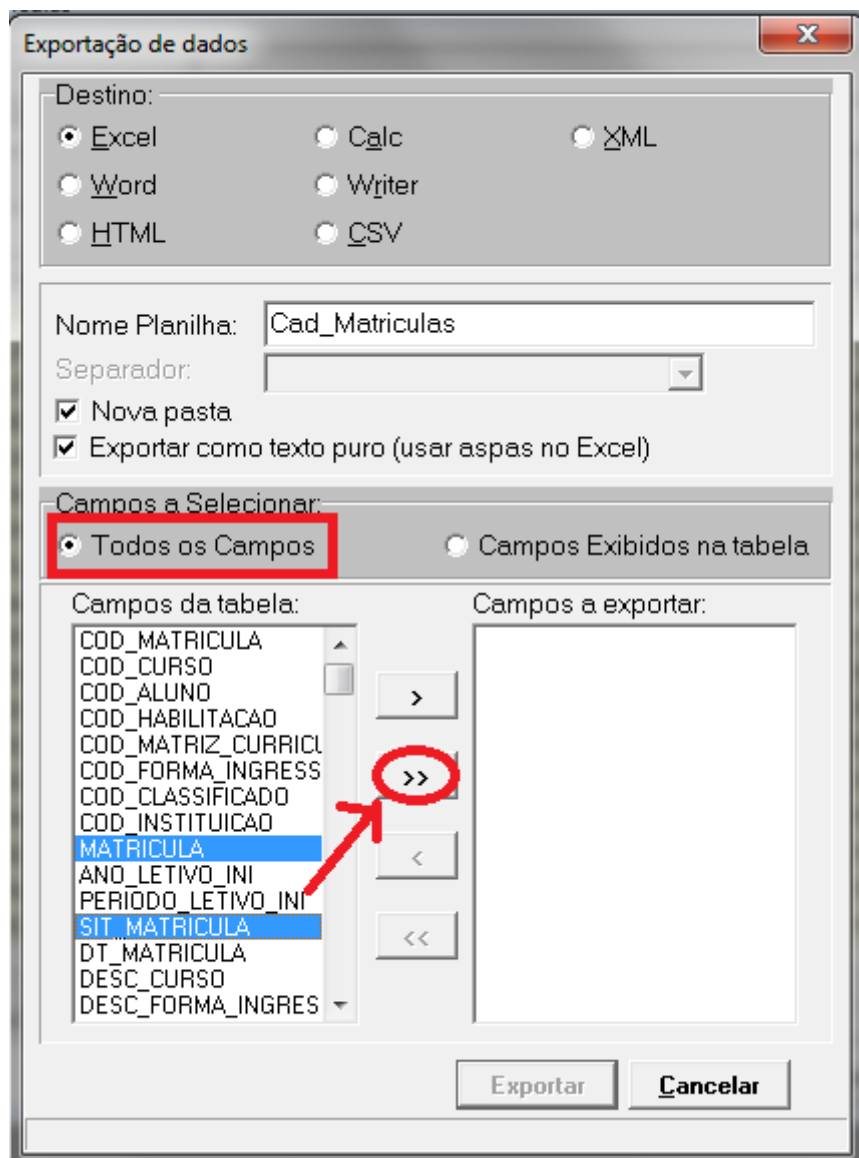 Exportação de dados
Destino:
Excel Calc XML
Word Writer
HTML CSV
Nome Planilha: Cad_Matriculas
Separador:
Nova pasta
Exportar como texto puro (usar aspas no Excel)
Campos a Selecionar:
Todos os Campos Campos Exibidos na tabela
Campos da tabela: Campos a exportar:
COD_MATRICULA
COD_CURSO
COD_ALUNO
COD_HABILITACAO
COD_MATRIZ_CURRICU
COD_FORMA_INGRESS
COD_CLASSIFICADO
COD_INSTITUICAO
MATRICULA
ANO_LETIVO_INI
PERIODO_LETIVO_INI
SIT_MATRICULA
DT_MATRICULA
DESC_CURSO
DESC_FORMA_INGRES
>
>>
<
<<
Exportar Cancelar